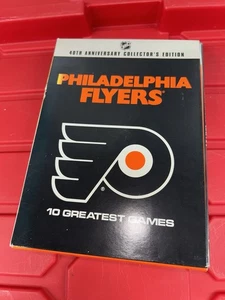 40TH ANNIVERSARY COLLECTOR'S EDITION
PHILADELPHIA
FLYERS
10 GREATEST GAMES